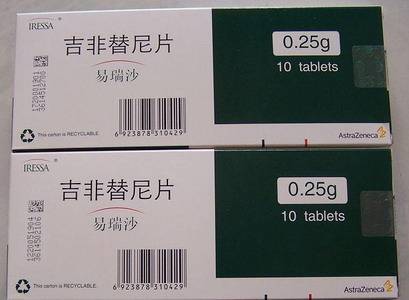 IRESSA ®
吉非替尼片
易瑞沙
0.25g
10 tablets
6 923878 310429
This carton is RECYCLABLE.
AstraZeneca
IRESSA ®
吉非替尼片
易瑞沙
0.25g
10 tablets
6 923878 310429
This carton is RECYCLABLE.
AstraZeneca